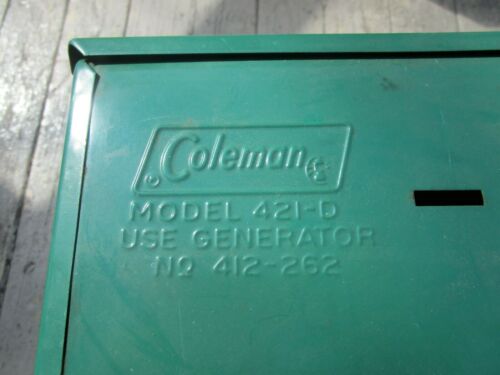 Coleman
MODEL 421-D
USE GENERATOR
NO 412-262